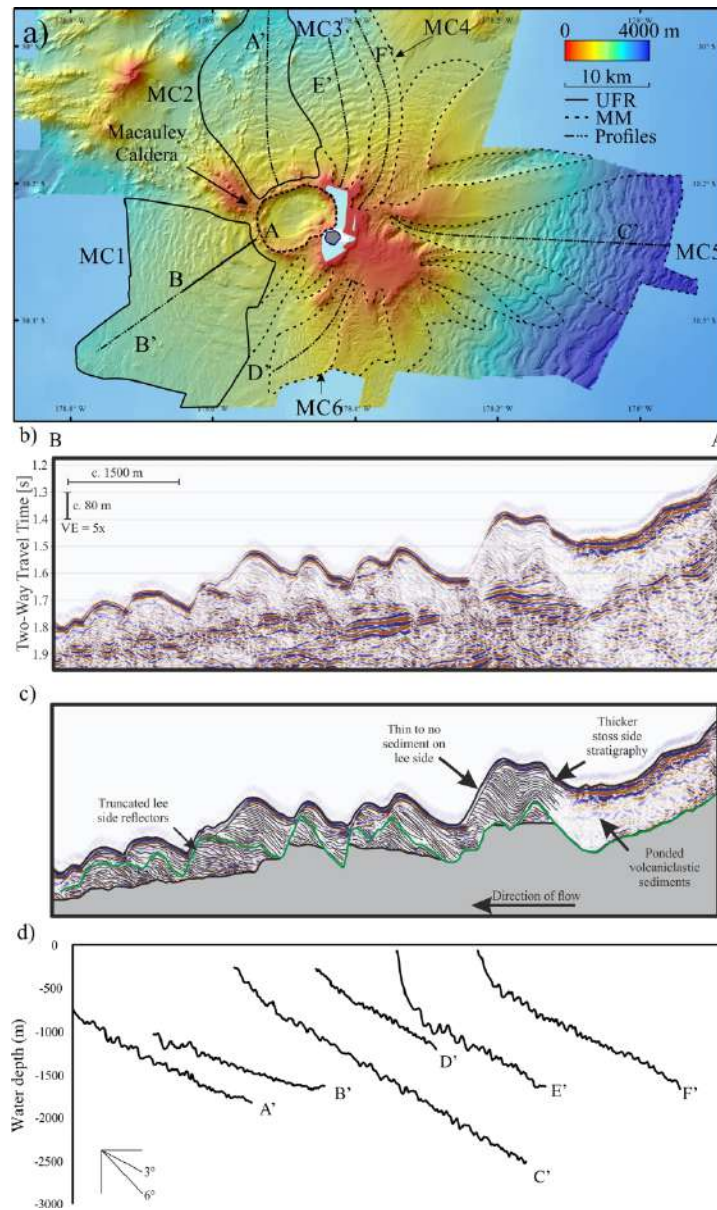 a)
A'
MC3
F'
MC4
E'
MC2
Macauley
Caldera
0 4000 m
10 km
UFR
MM
Profiles
MC1
A
B
B'
C'
MC5
D'
MC6
b)
B
A
c. 1500 m
c. 80 m
VE = 5x
Two-Way Travel Time [s]
1.2
1.3
1.4
1.5
1.6
1.7
1.8
1.9
c)
Thin to no
sediment on
lee side
Thicker
stoss side
stratigraphy
Truncated lee
side reflectors
Ponded
volcaniclastic
sediments
Direction of flow
d)
Water depth (m)
0
-500
-1000
-1500
-2000
-2500
-3000
A'
B'
C'
D'
E'
F'
3°
6°